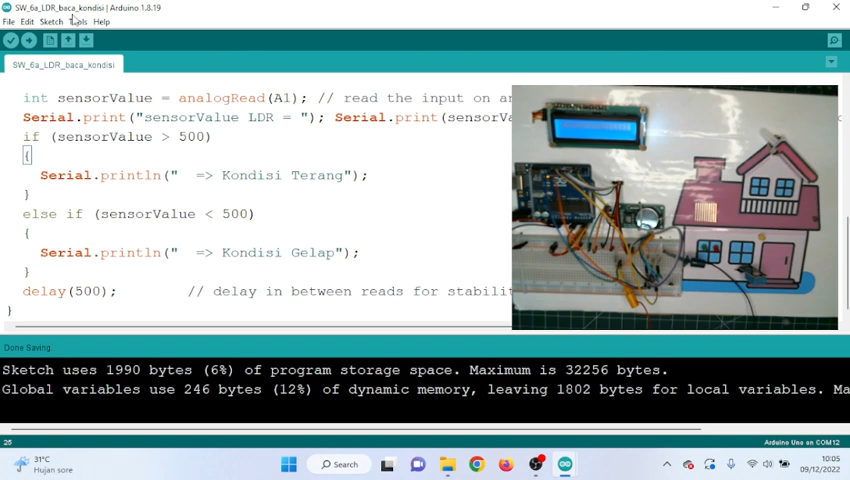 SW_6a_LDR_baca_kondisi | Arduino 1.8.19
File Edit Sketch Tools Help
SW_6a_LDR_baca_kondisi
int sensorValue = analogRead(A1); // read the input on an
Serial.print("sensorValue LDR = "); Serial.print(sensorVa
if (sensorValue > 500)
{
Serial.println("  => Kondisi Terang");
}
else if (sensorValue < 500)
{
Serial.println("  => Kondisi Gelap");
}
delay(500); // delay in between reads for stabilit
}
Done Saving
Sketch uses 1990 bytes (6%) of program storage space. Maximum is 32256 bytes.
Global variables use 246 bytes (12%) of dynamic memory, leaving 1802 bytes for local variables. Ma
25
Arduino Uno on COM12
31°C
Hujan sore
Search
10:05
09/12/2022